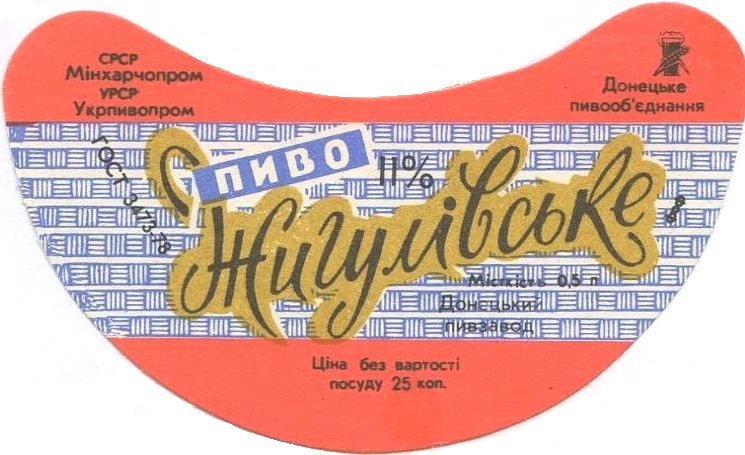 СРСР
Мінхарчопром
УРСР
Укрпивопром
Донецьке
пивооб'єднання
ГОСТ 3473-78
ПИВО
11%
Жигулівське
Місткість 0,5 л
Донецький
пивзавод
Ціна без вартості
посуду 25 коп.